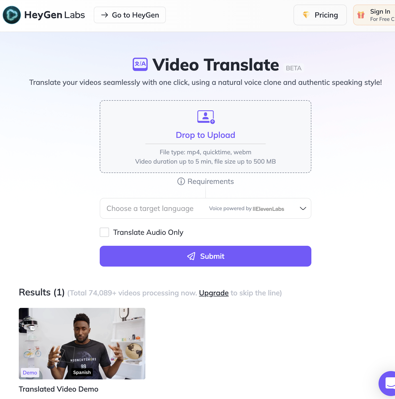 HeyGen Labs
Go to HeyGen
Pricing
Sign In
For Free C
Video Translate BETA
Translate your videos seamlessly with one click, using a natural voice clone and authentic speaking style!
Drop to Upload
File type: mp4, quicktime, webm
Video duration up to 5 min, file size up to 500 MB
Requirements
Choose a target language Voice powered by IIElevenLabs
Translate Audio Only
Submit
Results (1) (Total 74,089+ videos processing now. Upgrade to skip the line)
Demo
Spanish
Translated Video Demo